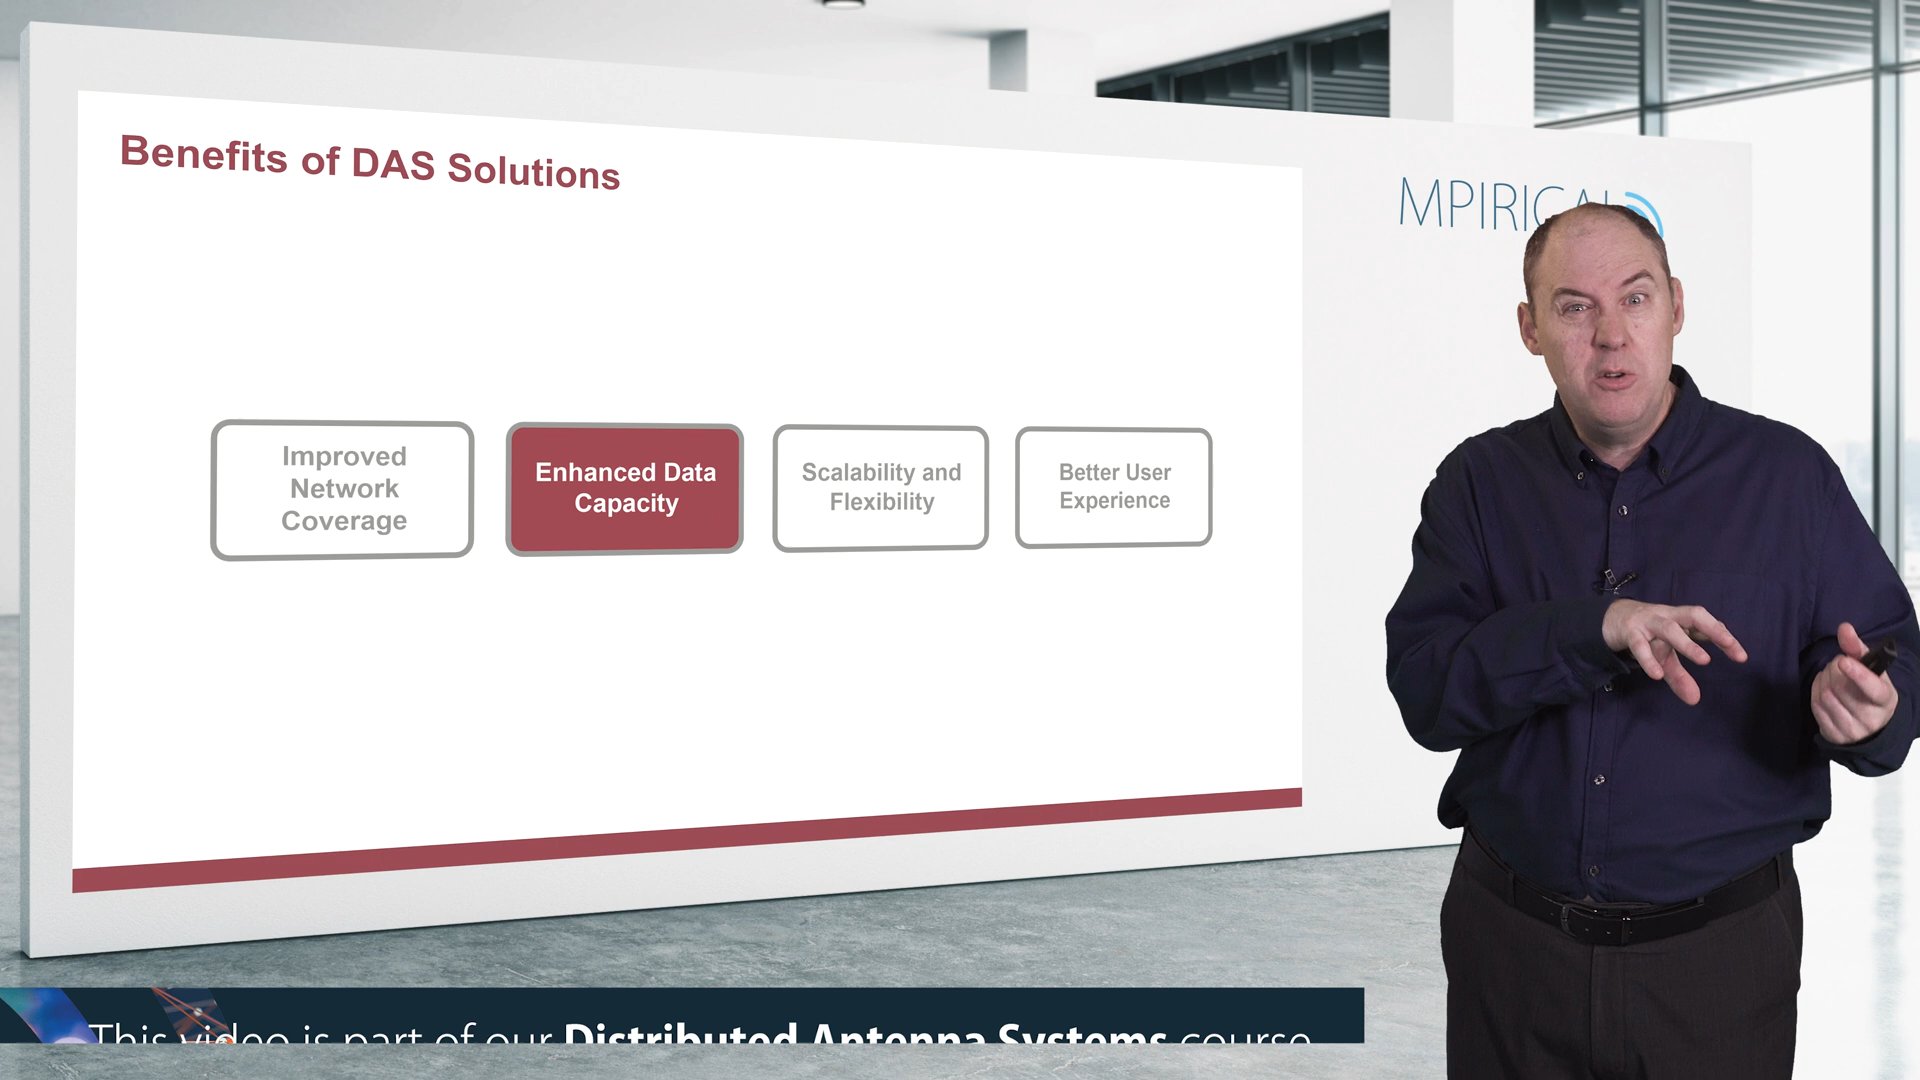 Benefits of DAS Solutions
MPIRICAL
Improved
Network
Coverage
Enhanced Data
Capacity
Scalability and
Flexibility
Better User
Experience
This video is part of our Distributed Antenna Systems course